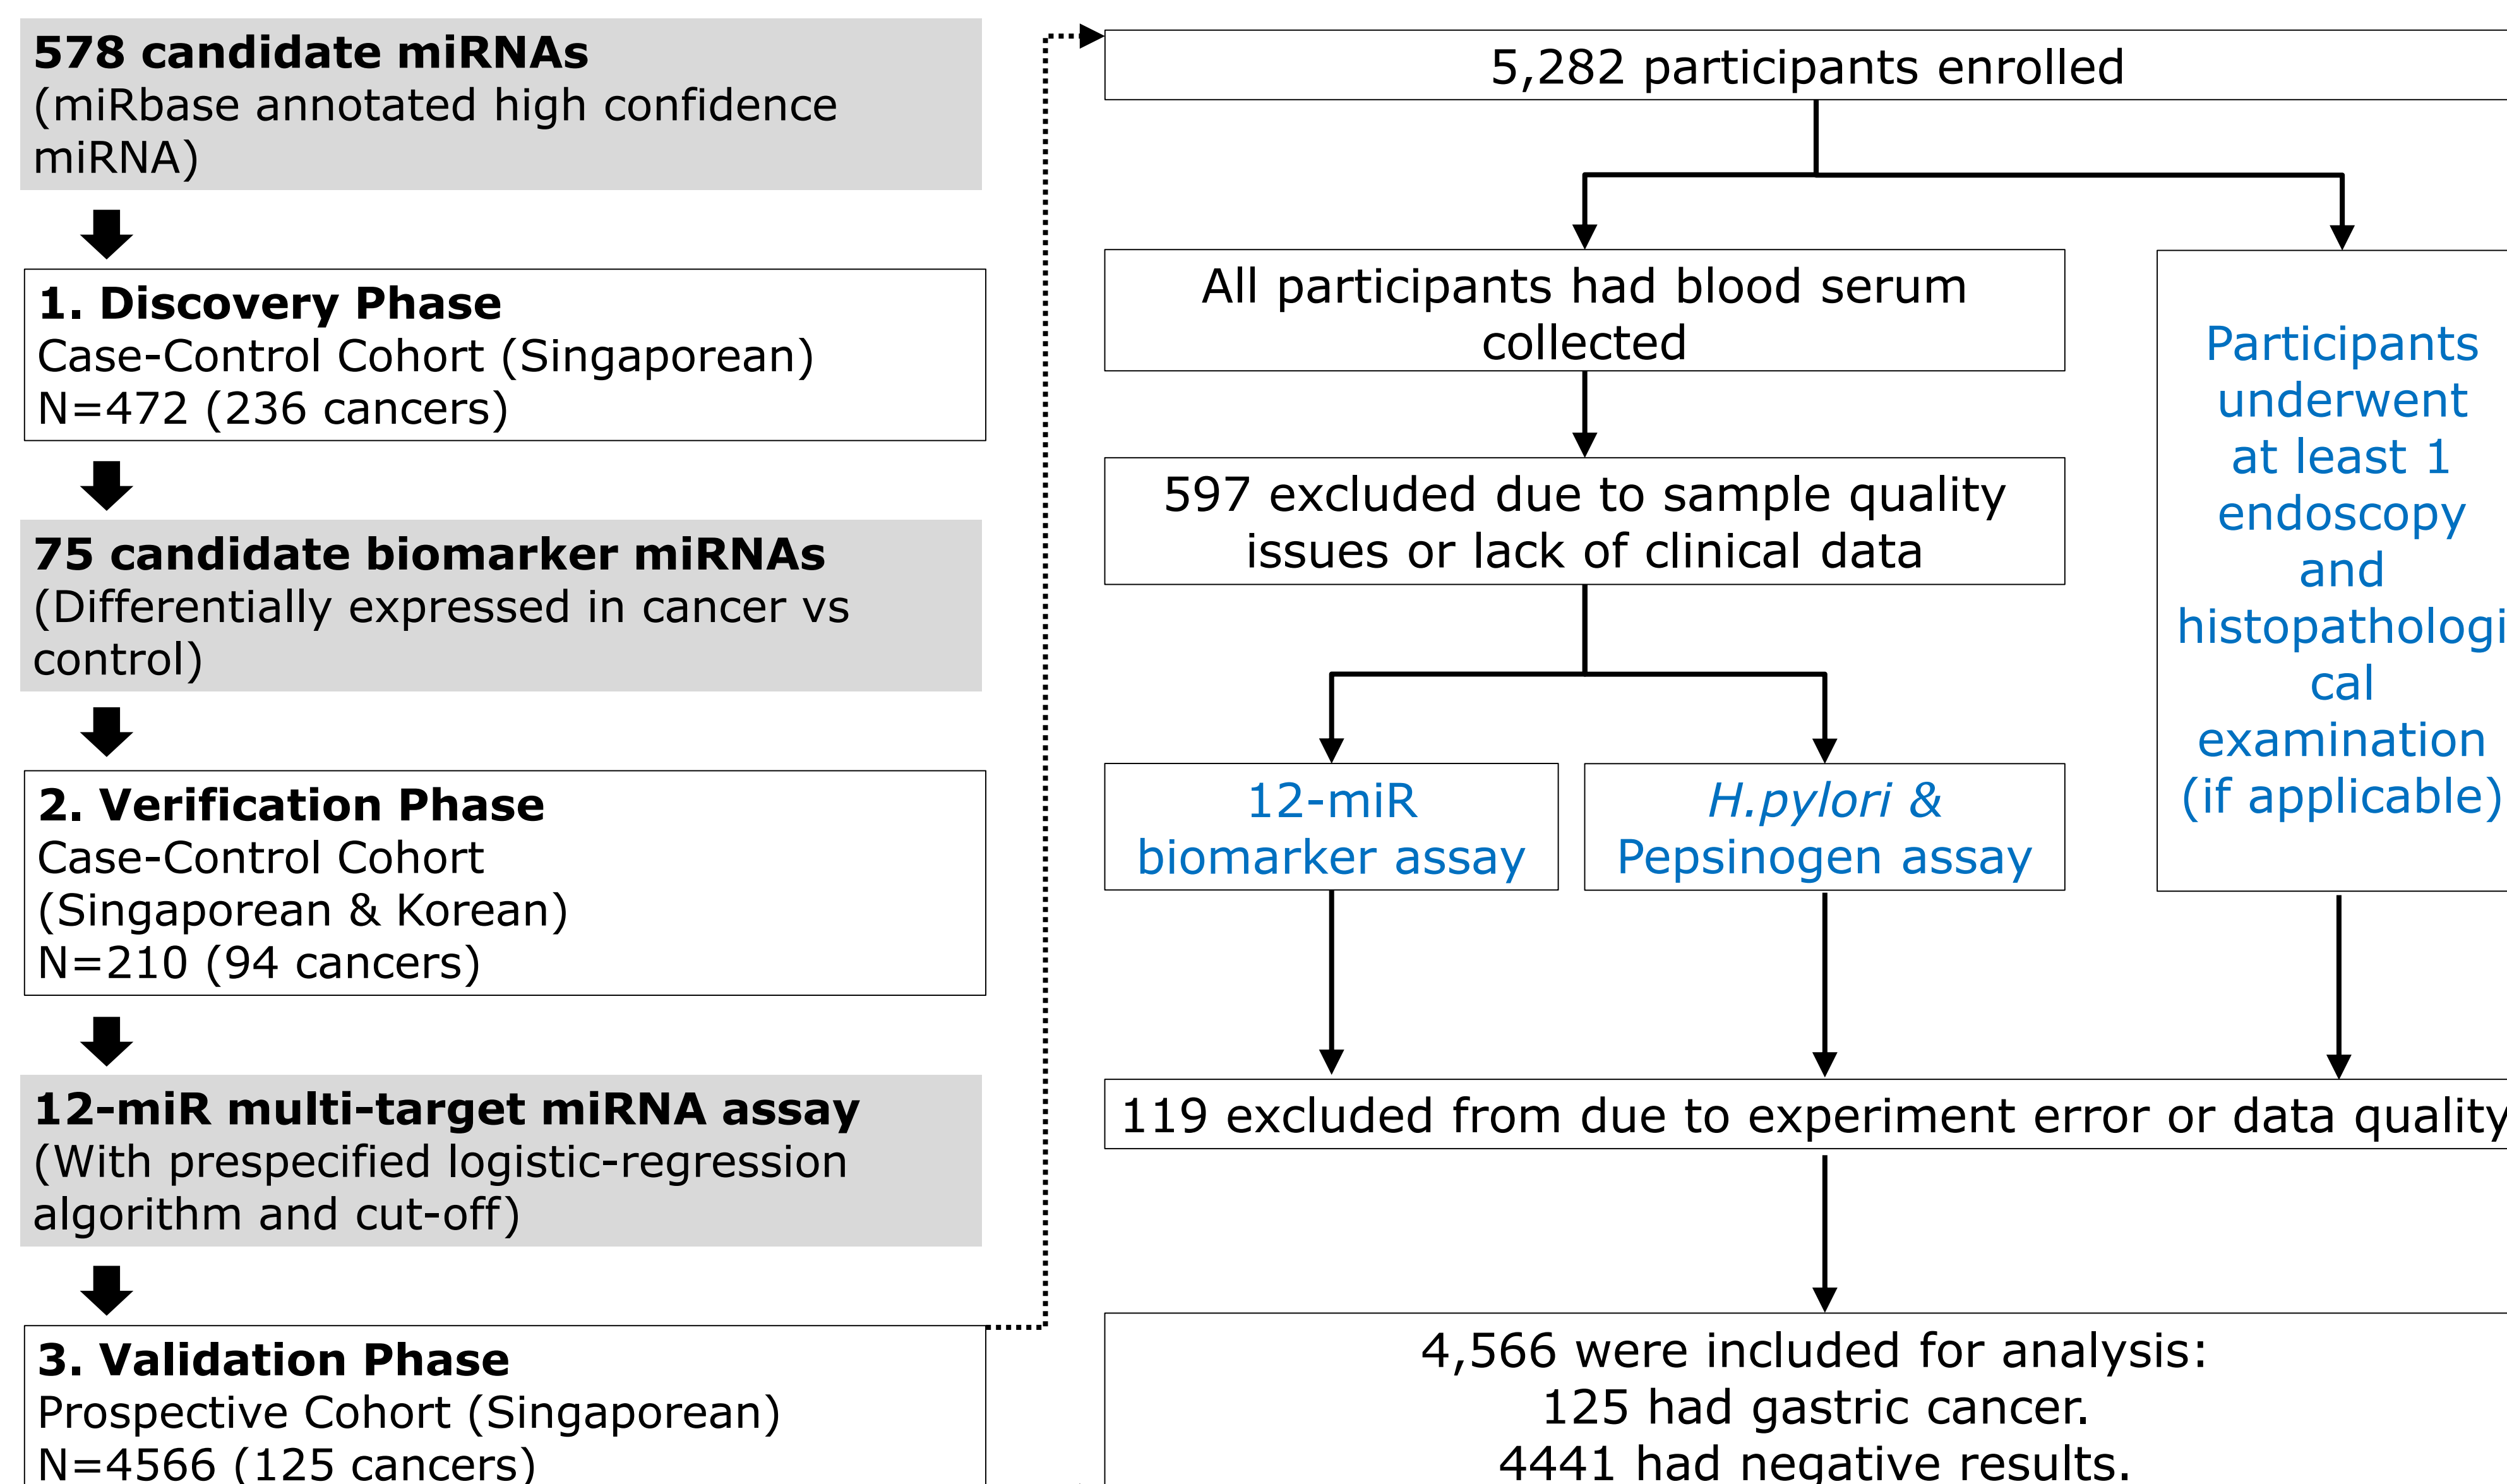 578 candidate miRNAs
(miRbase annotated high confidence
miRNA)
1. Discovery Phase
Case-Control Cohort (Singaporean)
N=472 (236 cancers)
75 candidate biomarker miRNAs
(Differentially expressed in cancer vs
control)
2. Verification Phase
Case-Control Cohort
(Singaporean & Korean)
N=210 (94 cancers)
12-miR multi-target miRNA assay
(With prespecified logistic-regression
algorithm and cut-off)
3. Validation Phase
Prospective Cohort (Singaporean)
N=4566 (125 cancers)
5,282 participants enrolled
All participants had blood serum
collected
597 excluded due to sample quality
issues or lack of clinical data
12-miR
biomarker assay
H.pylori &
Pepsinogen assay
Participants
underwent
at least 1
endoscopy
and
histopathologi
cal
examination
(if applicable)
119 excluded from due to experiment error or data quality
4,566 were included for analysis:
125 had gastric cancer.
4441 had negative results.